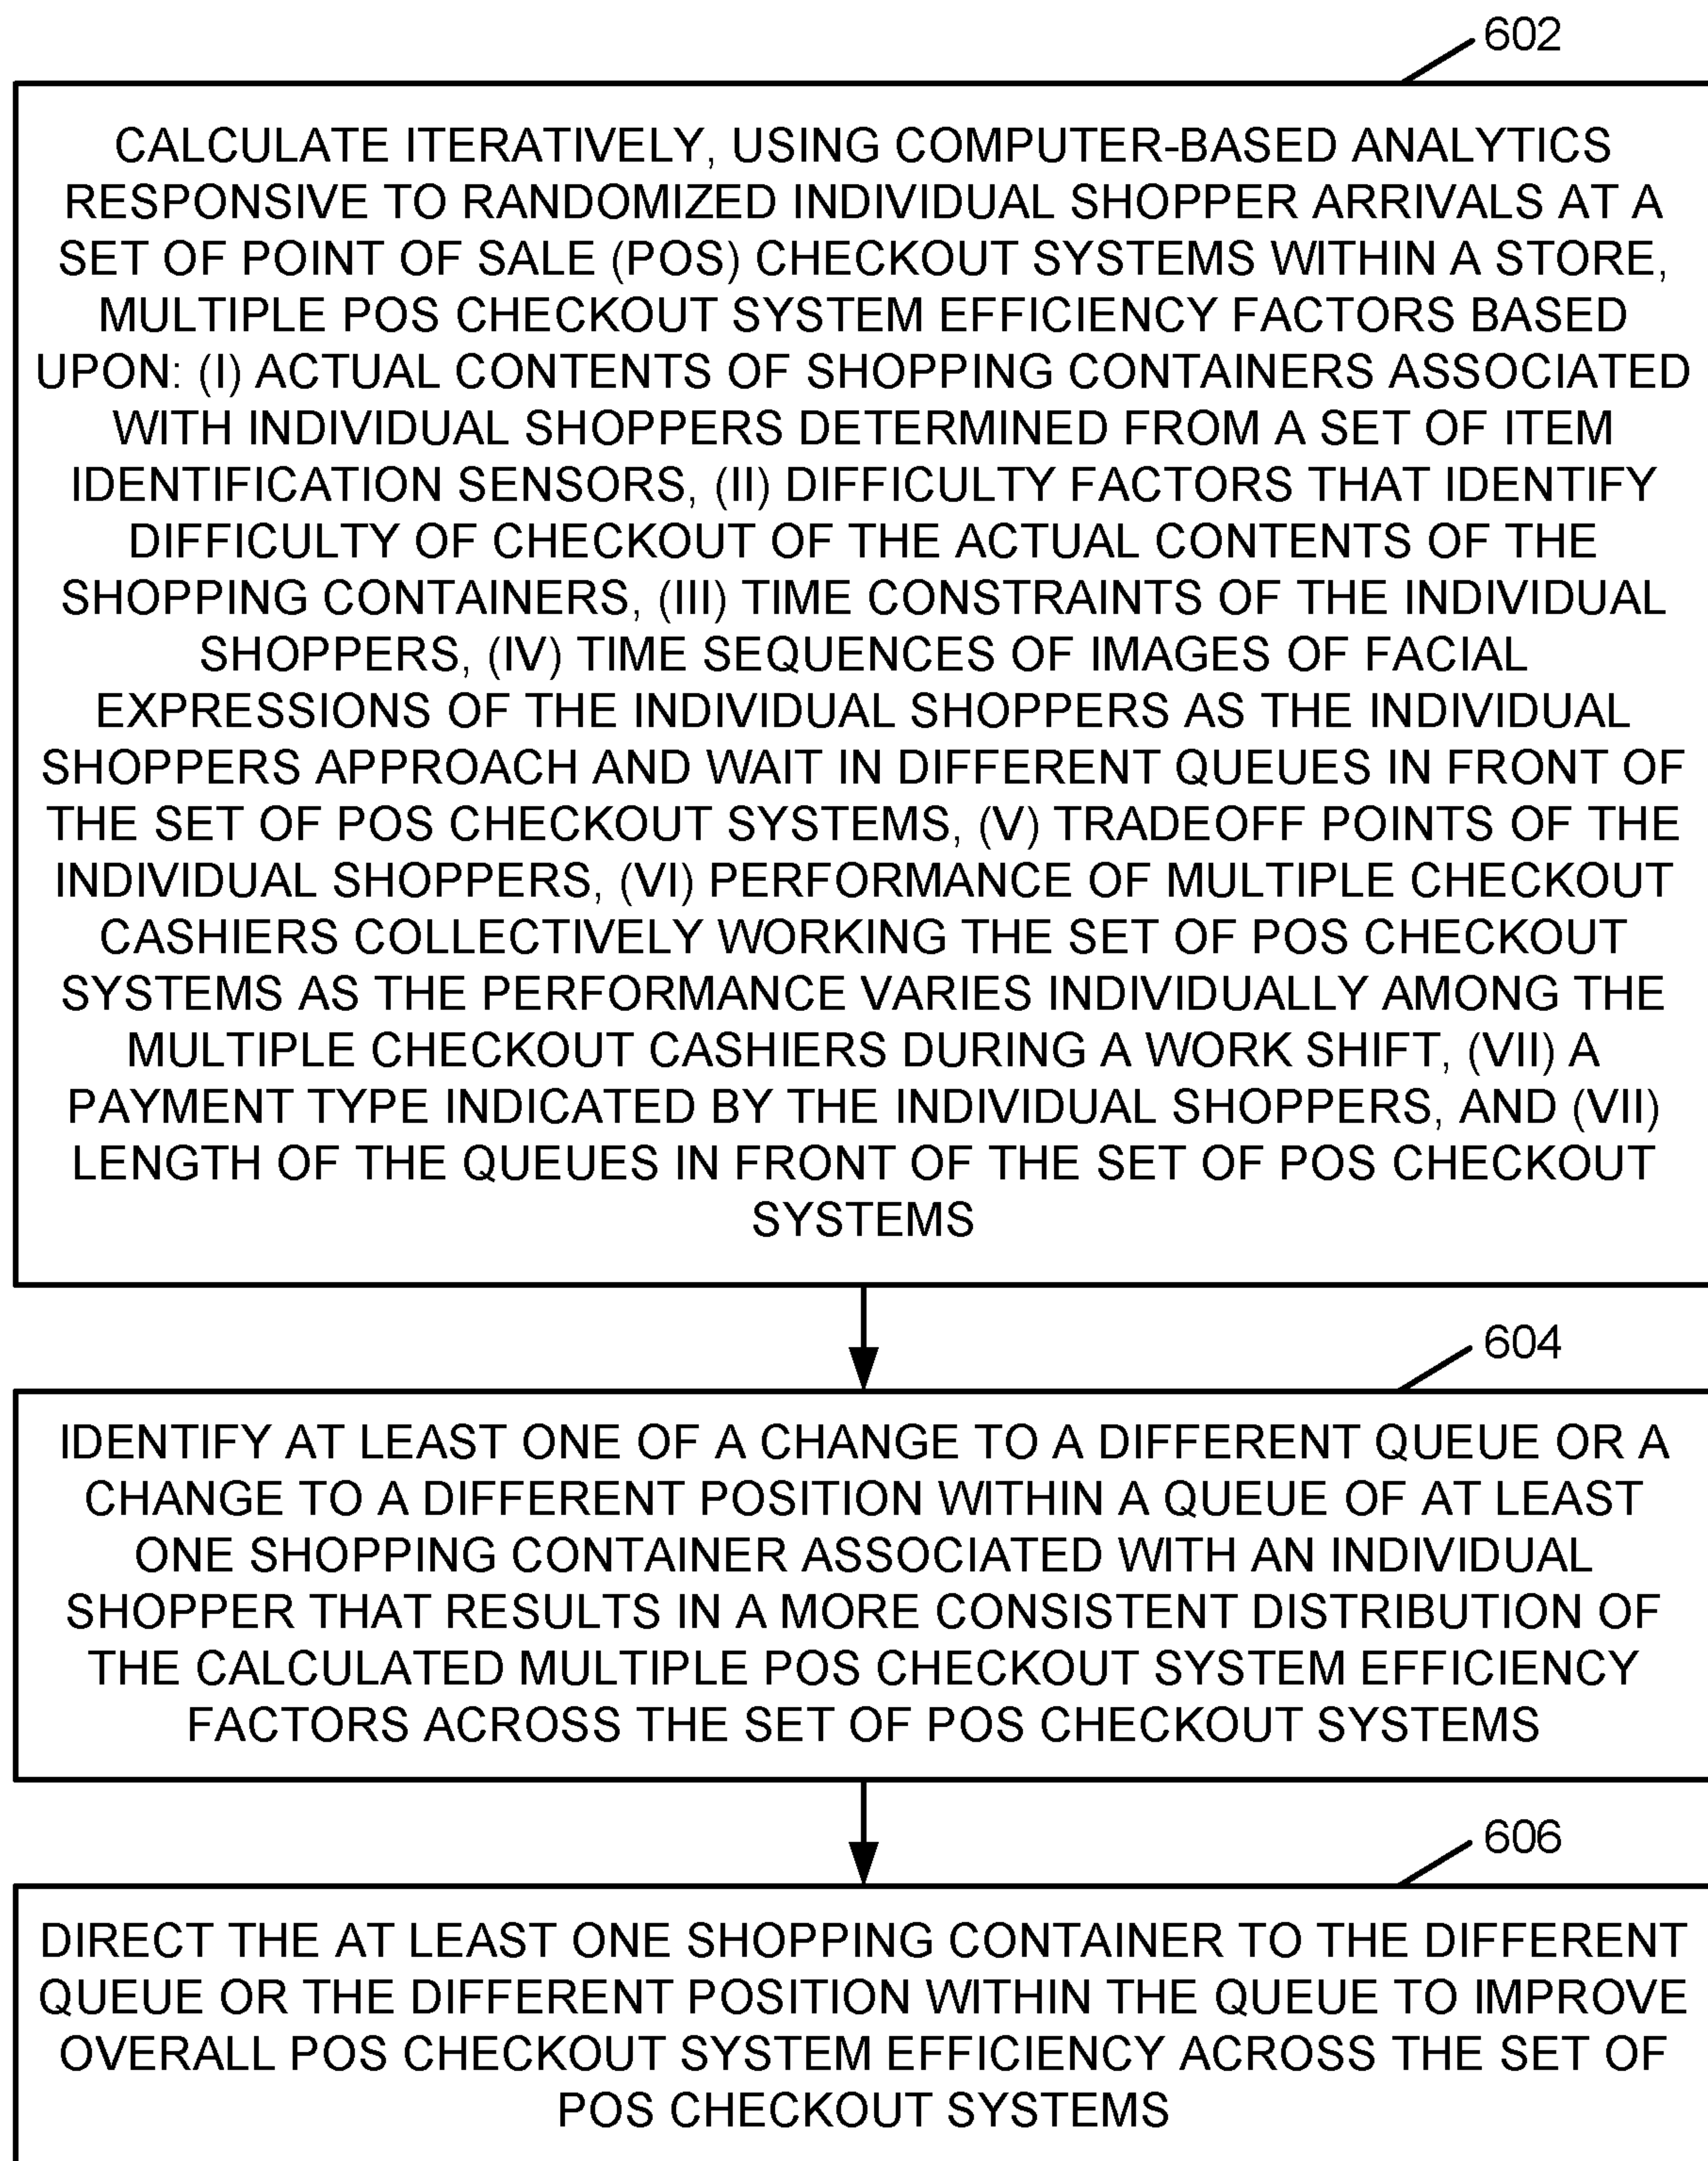 602
CALCULATE ITERATIVELY, USING COMPUTER-BASED ANALYTICS
RESPONSIVE TO RANDOMIZED INDIVIDUAL SHOPPER ARRIVALS AT A
SET OF POINT OF SALE (POS) CHECKOUT SYSTEMS WITHIN A STORE,
MULTIPLE POS CHECKOUT SYSTEM EFFICIENCY FACTORS BASED
UPON: (I) ACTUAL CONTENTS OF SHOPPING CONTAINERS ASSOCIATED
WITH INDIVIDUAL SHOPPERS DETERMINED FROM A SET OF ITEM
IDENTIFICATION SENSORS, (II) DIFFICULTY FACTORS THAT IDENTIFY
DIFFICULTY OF CHECKOUT OF THE ACTUAL CONTENTS OF THE
SHOPPING CONTAINERS, (III) TIME CONSTRAINTS OF THE INDIVIDUAL
SHOPPERS, (IV) TIME SEQUENCES OF IMAGES OF FACIAL
EXPRESSIONS OF THE INDIVIDUAL SHOPPERS AS THE INDIVIDUAL
SHOPPERS APPROACH AND WAIT IN DIFFERENT QUEUES IN FRONT OF
THE SET OF POS CHECKOUT SYSTEMS, (V) TRADEOFF POINTS OF THE
INDIVIDUAL SHOPPERS, (VI) PERFORMANCE OF MULTIPLE CHECKOUT
CASHIERS COLLECTIVELY WORKING THE SET OF POS CHECKOUT
SYSTEMS AS THE PERFORMANCE VARIES INDIVIDUALLY AMONG THE
MULTIPLE CHECKOUT CASHIERS DURING A WORK SHIFT, (VII) A
PAYMENT TYPE INDICATED BY THE INDIVIDUAL SHOPPERS, AND (VII)
LENGTH OF THE QUEUES IN FRONT OF THE SET OF POS CHECKOUT
SYSTEMS
604
IDENTIFY AT LEAST ONE OF A CHANGE TO A DIFFERENT QUEUE OR A
CHANGE TO A DIFFERENT POSITION WITHIN A QUEUE OF AT LEAST
ONE SHOPPING CONTAINER ASSOCIATED WITH AN INDIVIDUAL
SHOPPER THAT RESULTS IN A MORE CONSISTENT DISTRIBUTION OF
THE CALCULATED MULTIPLE POS CHECKOUT SYSTEM EFFICIENCY
FACTORS ACROSS THE SET OF POS CHECKOUT SYSTEMS
606
DIRECT THE AT LEAST ONE SHOPPING CONTAINER TO THE DIFFERENT
QUEUE OR THE DIFFERENT POSITION WITHIN THE QUEUE TO IMPROVE
OVERALL POS CHECKOUT SYSTEM EFFICIENCY ACROSS THE SET OF
POS CHECKOUT SYSTEMS